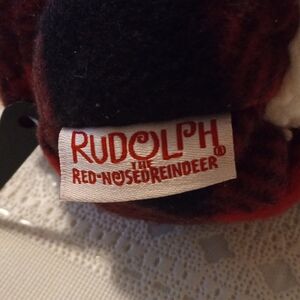 RUDOLPH®
THE
RED-NOSED REINDEER